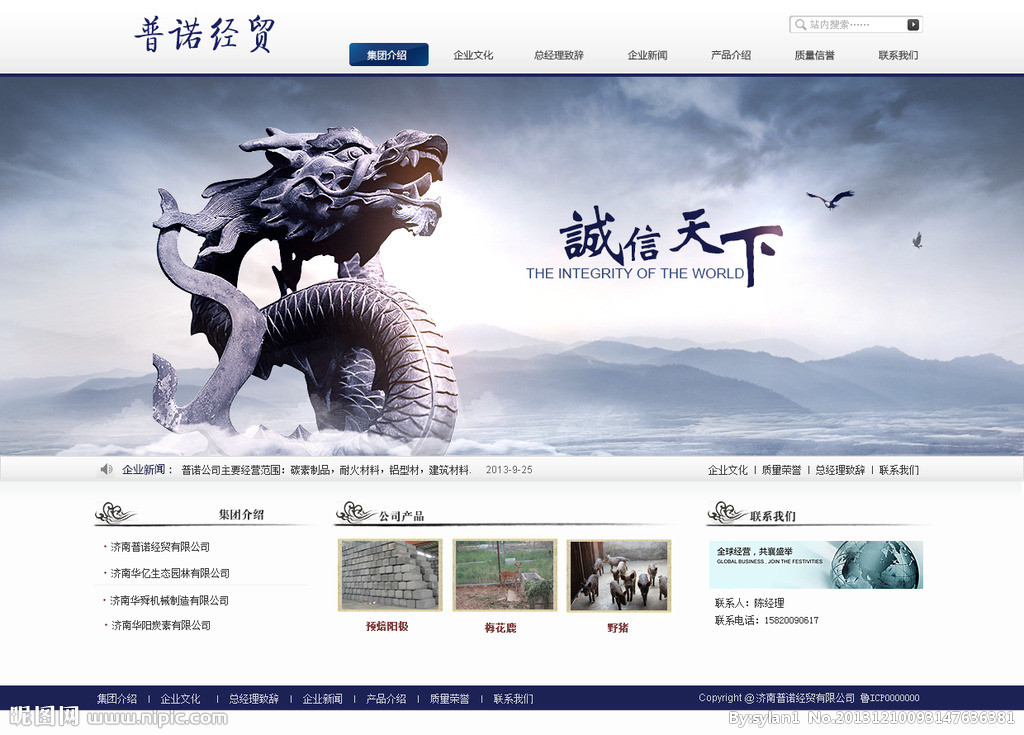 普诺经贸
站内搜索······
集团介绍 企业文化 总经理致辞 企业新闻 产品介绍 质量信誉 联系我们
誠信天下
THE INTEGRITY OF THE WORLD
企业新闻： 普诺公司主要经营范围：碳素制品，耐火材料，铝型材，建筑材料. 2013-9-25
企业文化 | 质量荣誉 | 总经理致辞 | 联系我们
集团介绍
· 济南普诺经贸有限公司
· 济南华亿生态园林有限公司
· 济南华舜机械制造有限公司
· 济南华阳炭素有限公司
公司产品
预焙阳极 梅花鹿 野猪
联系我们
全球经营，共襄盛举
GLOBAL BUSINESS , JOIN THE FESTIVITIES
联系人：陈经理
联系电话：15820090617
集团介绍 | 企业文化 | 总经理致辞 | 企业新闻 | 产品介绍 | 质量荣誉 | 联系我们
Copyright @ 济南普诺经贸有限公司 鲁ICP0000000
昵图网 www.nipic.com
By:sylan1 No.20131210093147636381